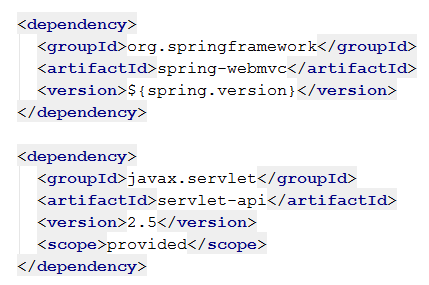 <dependency>
  <groupId>org.springframework</groupId>
  <artifactId>spring-webmvc</artifactId>
  <version>${spring.version}</version>
</dependency>

<dependency>
  <groupId>javax.servlet</groupId>
  <artifactId>servlet-api</artifactId>
  <version>2.5</version>
  <scope>provided</scope>
</dependency>